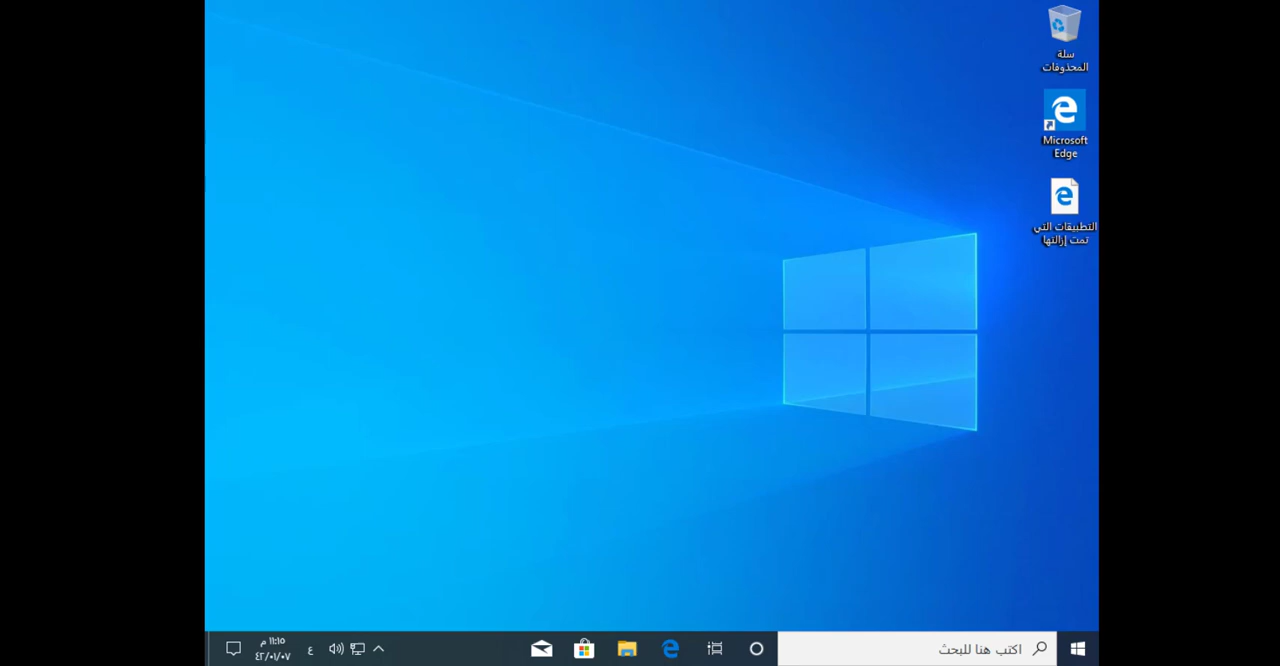 سلة
المحذوفات
Microsoft
Edge
التطبيقات التي
تمت إزالتها
اكتب هنا للبحث
ع
١١:١٥ م
٤٢/٠١/٠٧